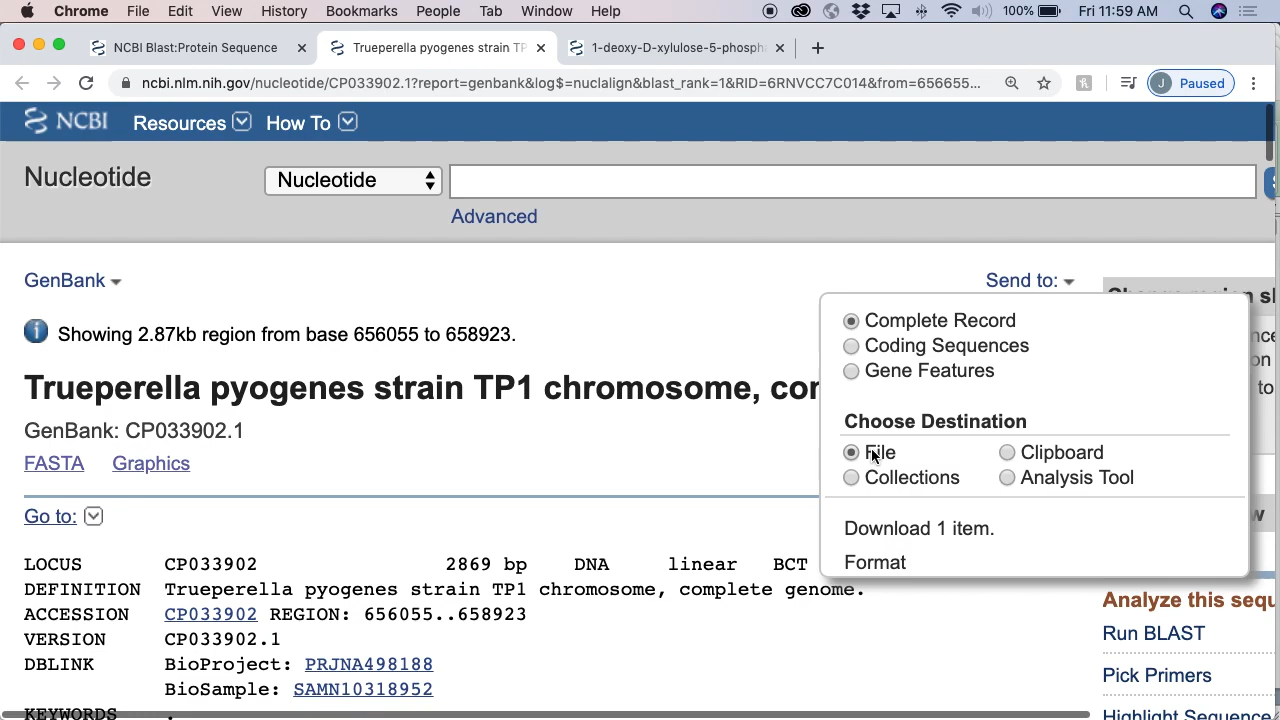 Chrome File Edit View History Bookmarks People Tab Window Help 100% Fri 11:59 AM
NCBI Blast:Protein Sequence Trueperella pyogenes strain TP 1-deoxy-D-xylulose-5-phosph
ncbi.nlm.nih.gov/nucleotide/CP033902.1?report=genbank&log$=nuclalign&blast_rank=1&RID=6RNVCC7C014&from=656655... J Paused
NCBI Resources How To
Nucleotide Nucleotide
Advanced
GenBank Send to:
Showing 2.87kb region from base 656055 to 658923.
Trueperella pyogenes strain TP1 chromosome,
GenBank: CP033902.1
FASTA Graphics
Complete Record
Coding Sequences
Gene Features
Choose Destination
File Clipboard
Collections Analysis Tool
Download 1 item.
Format
Go to:
LOCUS CP033902 2869 bp DNA linear BCT
DEFINITION Trueperella pyogenes strain TP1 chromosome, complete genome.
ACCESSION CP033902 REGION: 656055..658923
VERSION CP033902.1
DBLINK BioProject: PRJNA498188
BioSample: SAMN10318952
KEYWORDS .
Analyze this sequ
Run BLAST
Pick Primers
Highlight Sequence